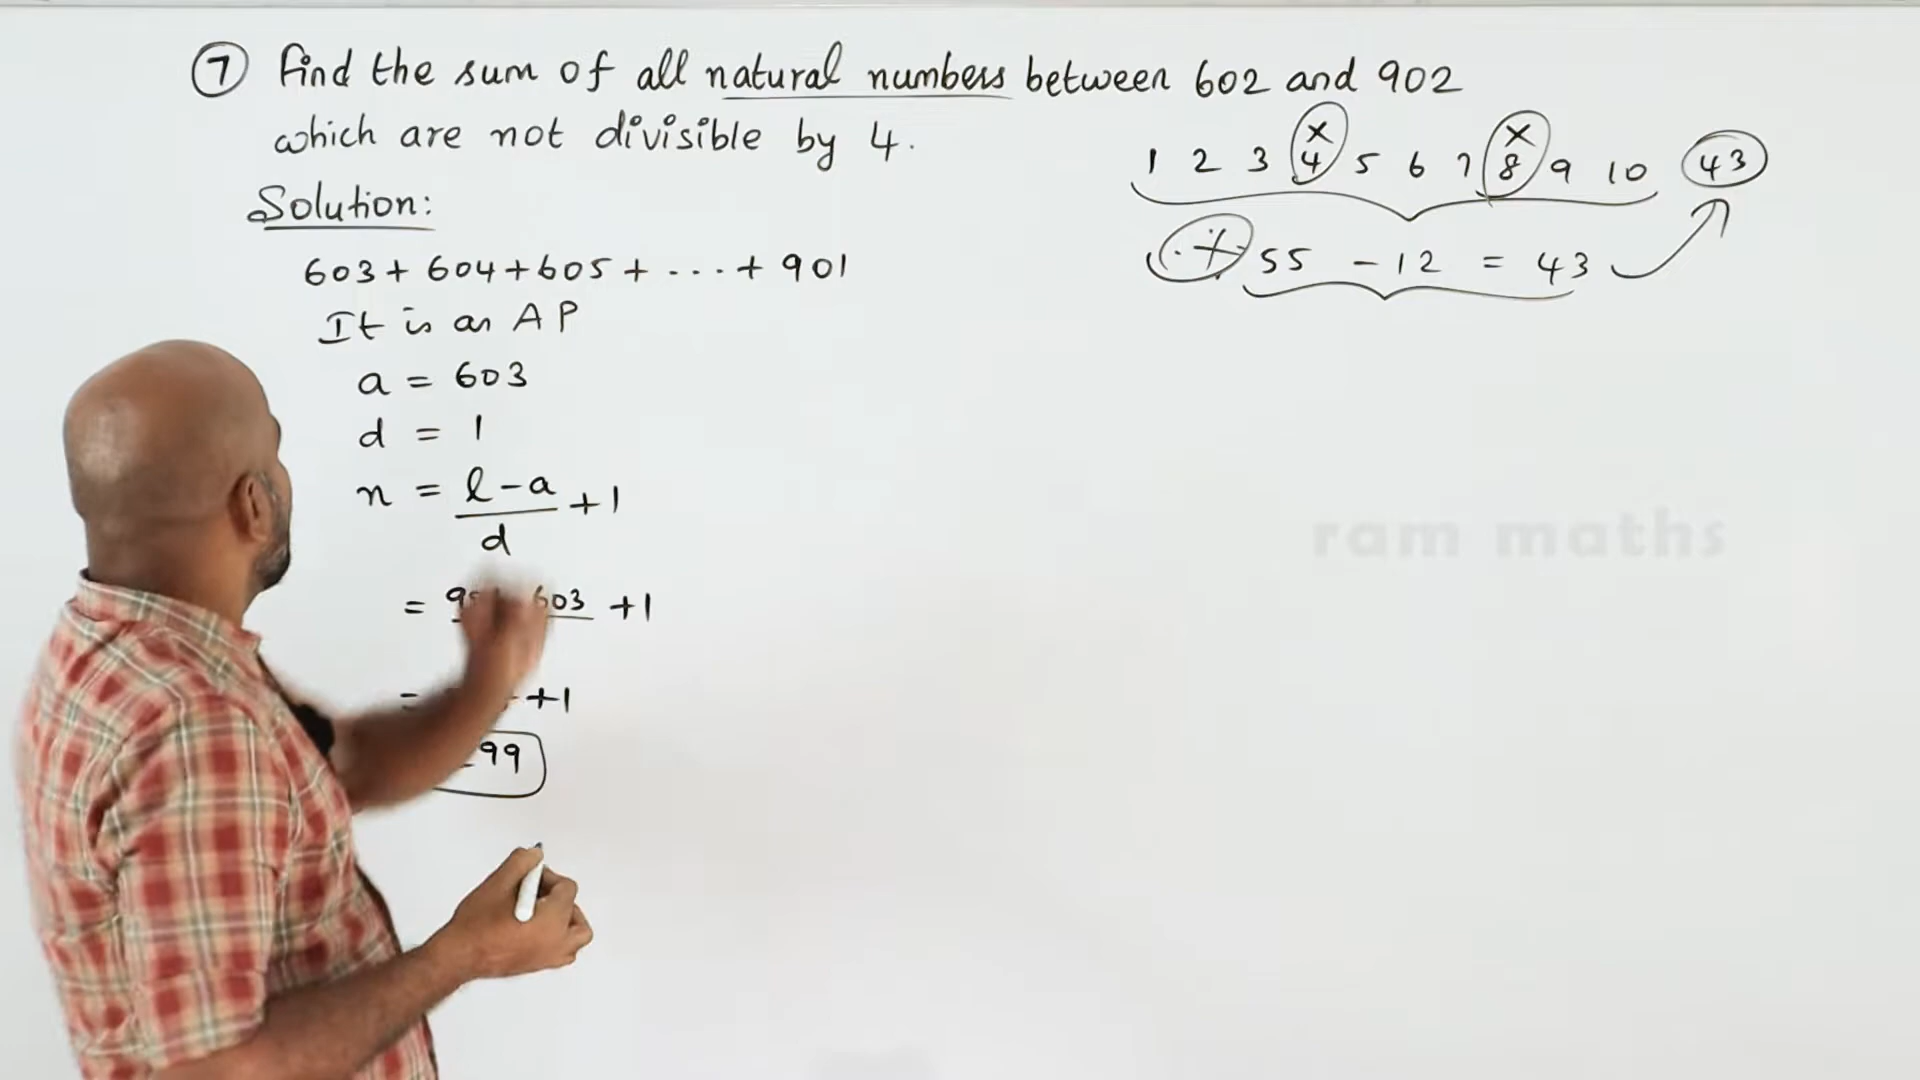 7 Find the sum of all natural numbers between 602 and 902
which are not divisible by 4.
Solution:
603 + 604 + 605 + ... + 901
It is an AP
a = 603
d = 1
n = l - a / d + 1
= 603 + 1
= +1
99
x x
1 2 3 4 5 6 7 8 9 10 43
55 - 12 = 43
ram maths